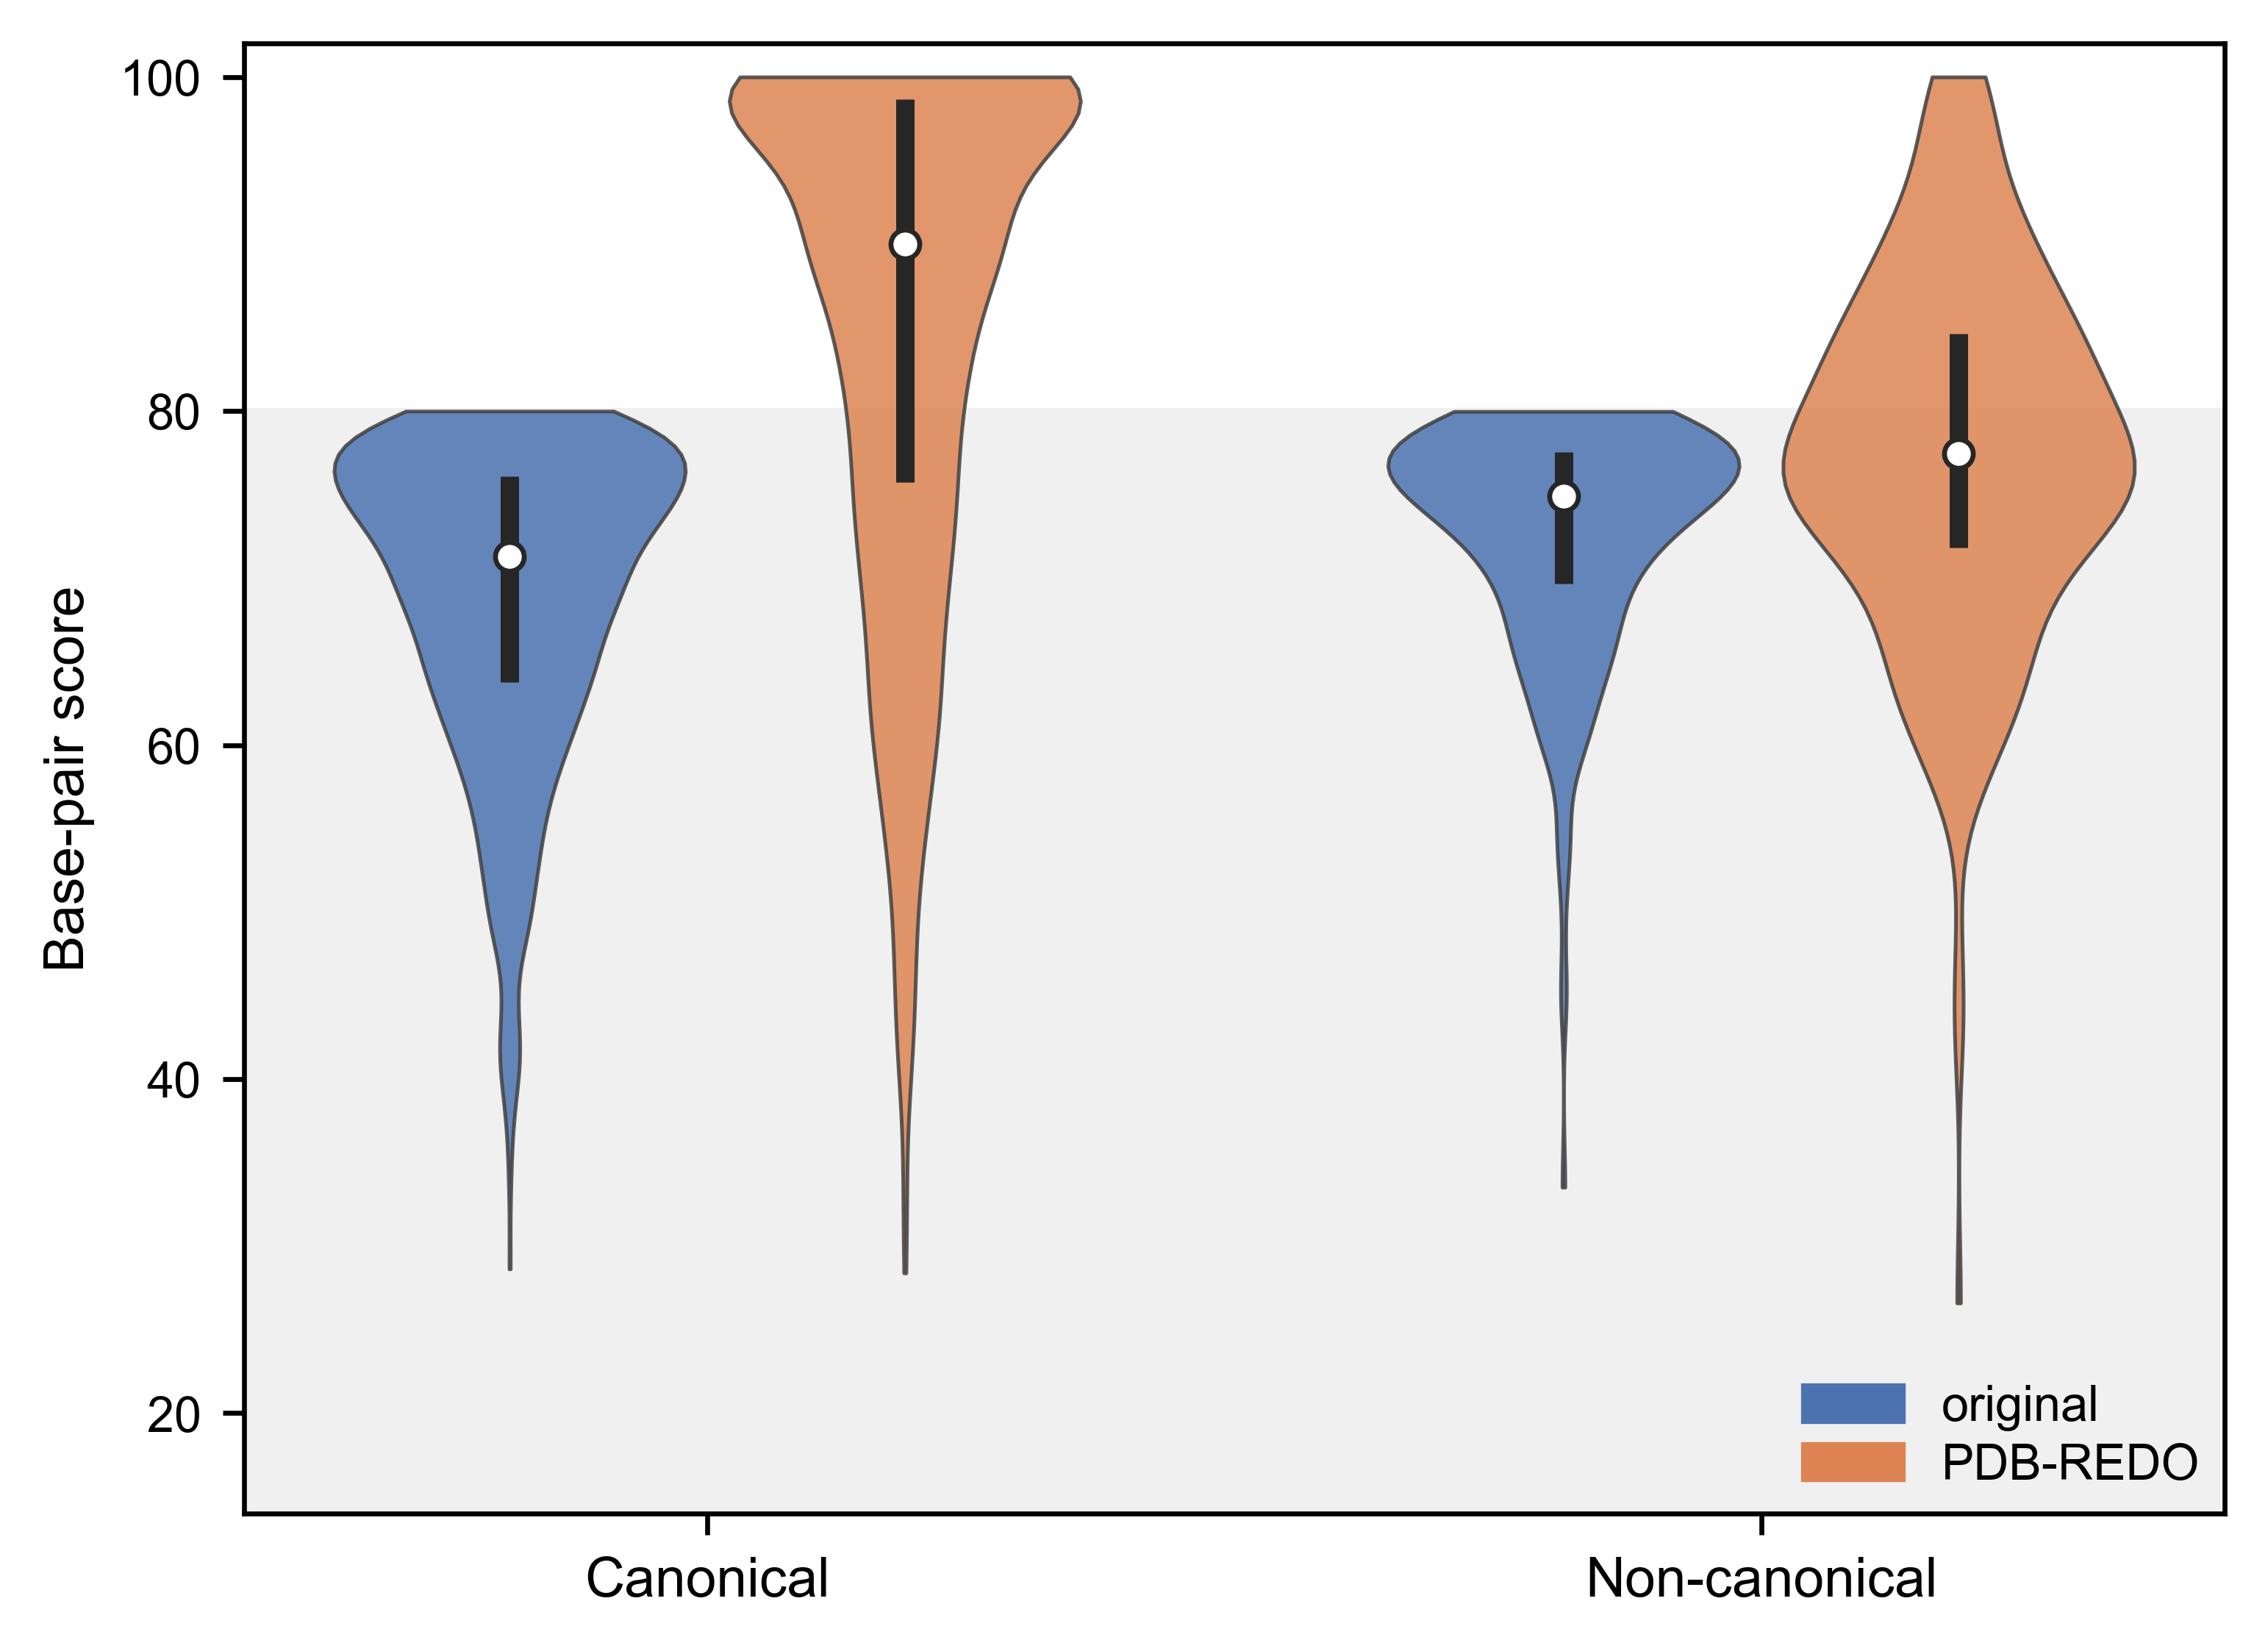 Base-pair score
100
80
60
40
20
Canonical
Non-canonical
original
PDB-REDO